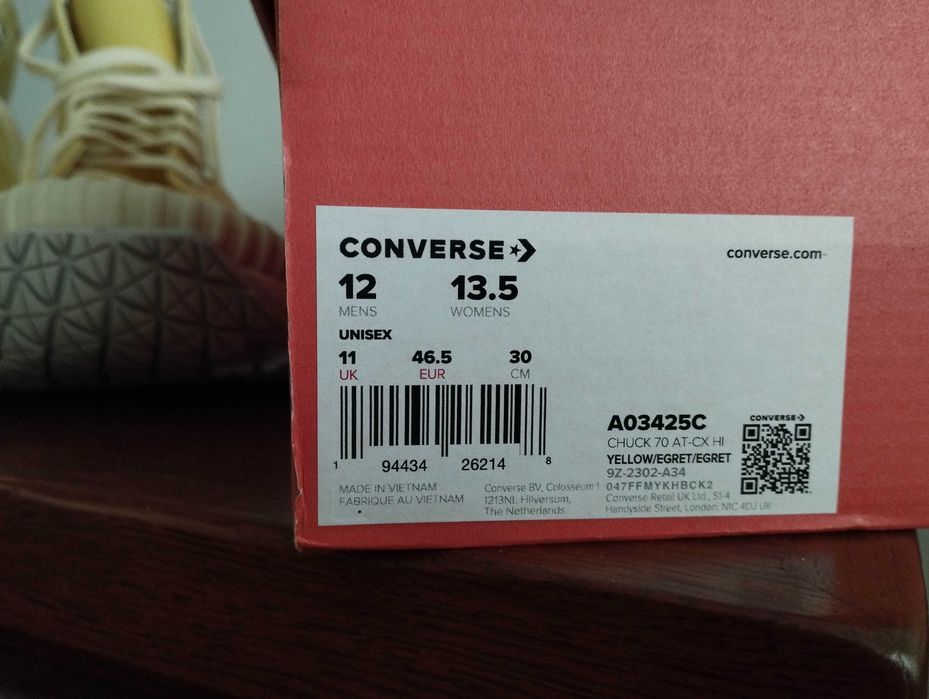 CONVERSE
converse.com
12 13.5
MENS WOMENS
UNISEX
11 46.5 30
UK EUR CM
1 94434 26214 8
MADE IN VIETNAM
FABRIQUE AU VIETNAM
Converse BV, Colosseum 1
1213NL Hilversum,
The Netherlands
A03425C
CHUCK 70 AT-CX HI
YELLOW/EGRET/EGRET
9Z-2302-A34
047FFMYKHBCK2
Converse Retail UK Ltd., S1-4
Handyside Street, London, N1C 4DJ UK
CONVERSE